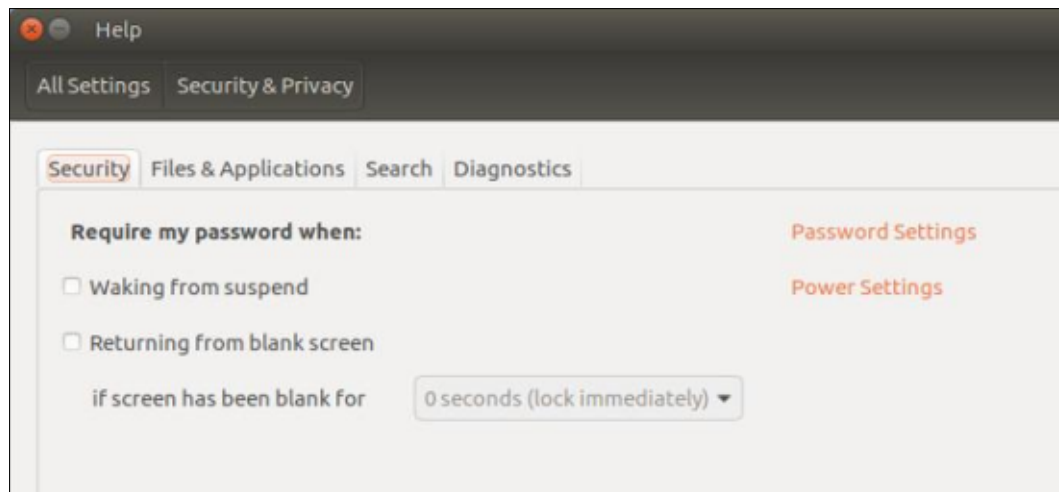 Help
All Settings Security & Privacy
Security Files & Applications Search Diagnostics
Require my password when: Password Settings
Waking from suspend Power Settings
Returning from blank screen
if screen has been blank for 0 seconds (lock immediately)